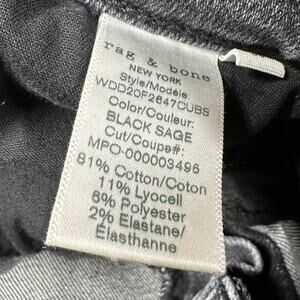 rag & bone
NEW YORK
Style/Modèle
WDD20F2647CUBS
Color/Couleur:
BLACK SAGE
Cut/Coupe#:
MPO-000003496
81% Cotton/Coton
11% Lyocell
6% Polyester
2% Elastane/
Élasthanne